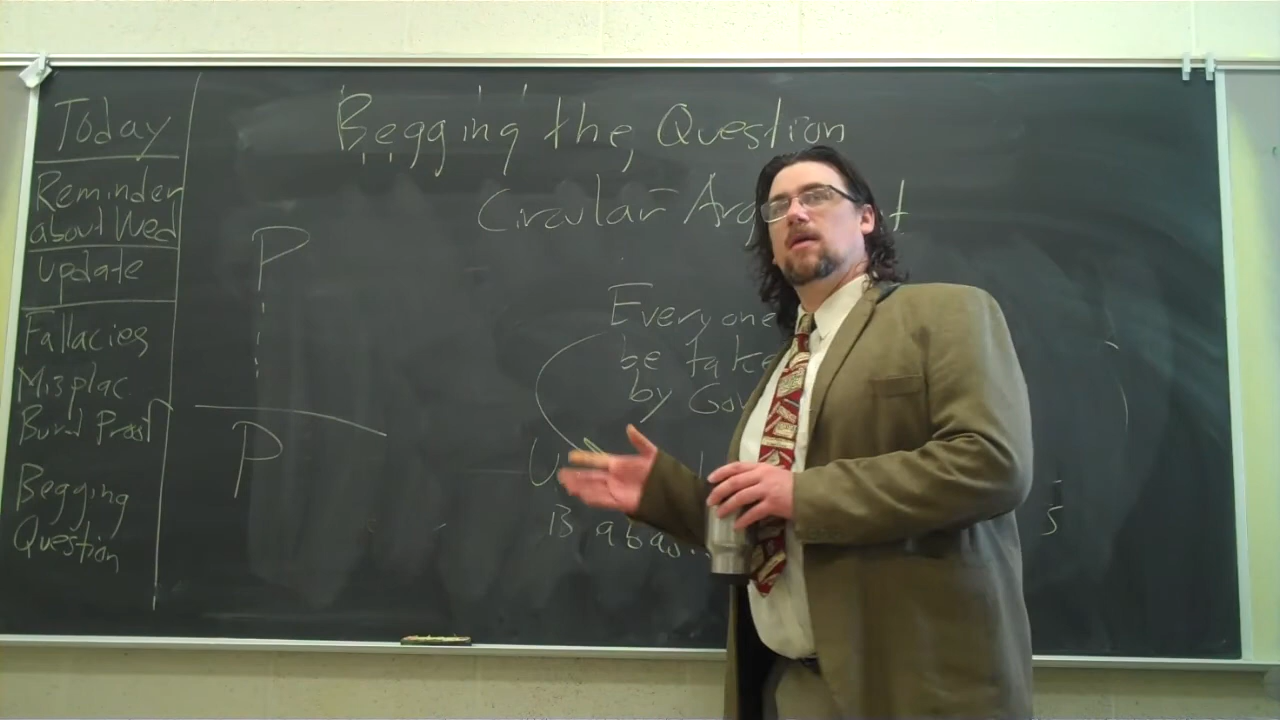 Today
Reminder
about Wed
update
Fallacies
Misplac.
Burd Proof
Begging
Question
P
P
Begging the Question
Circular
Everyone
be take
by Gov